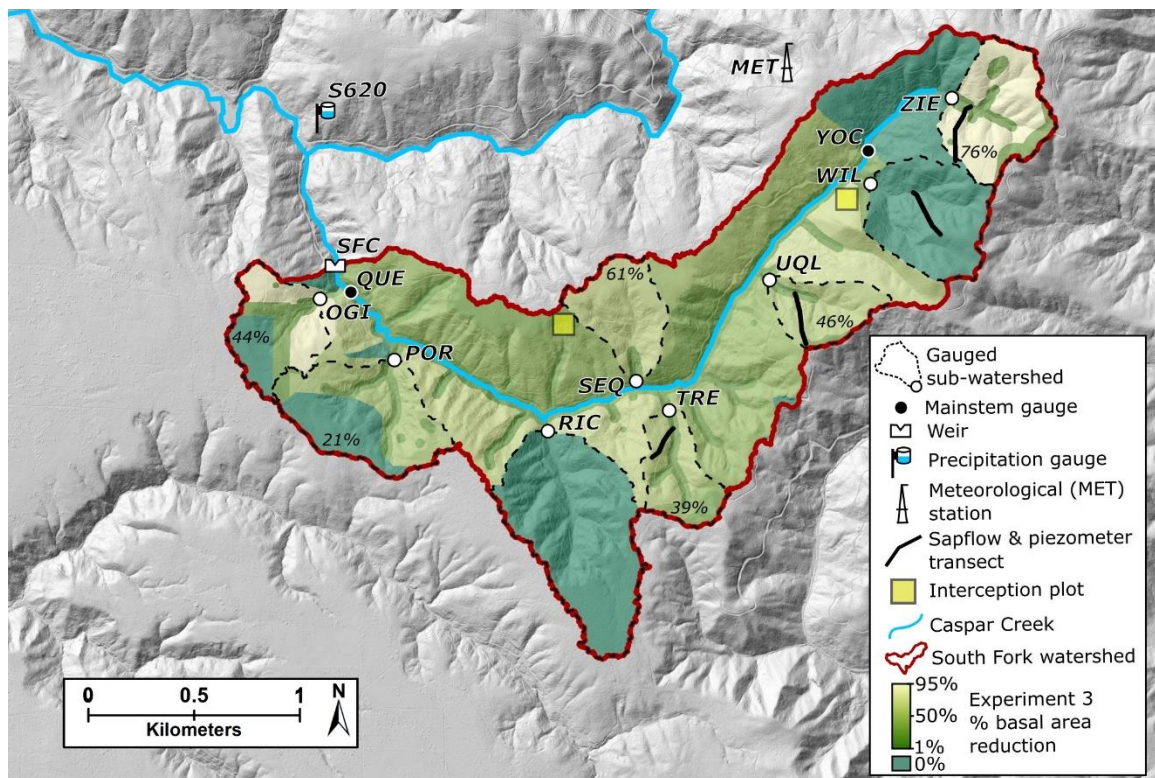 MET
S620
ZIE
YOC
76%
WIL
SFC
QUE
61%
UQL
OGI
44%
46%
POR
SEQ
TRE
RIC
21%
39%
Gauged
sub-watershed
Mainstem gauge
Weir
Precipitation gauge
Meteorological (MET)
station
Sapflow & piezometer
transect
Interception plot
Caspar Creek
South Fork watershed
95%
50%
1%
0%
Experiment 3
% basal area
reduction
0 0.5 1
Kilometers
N